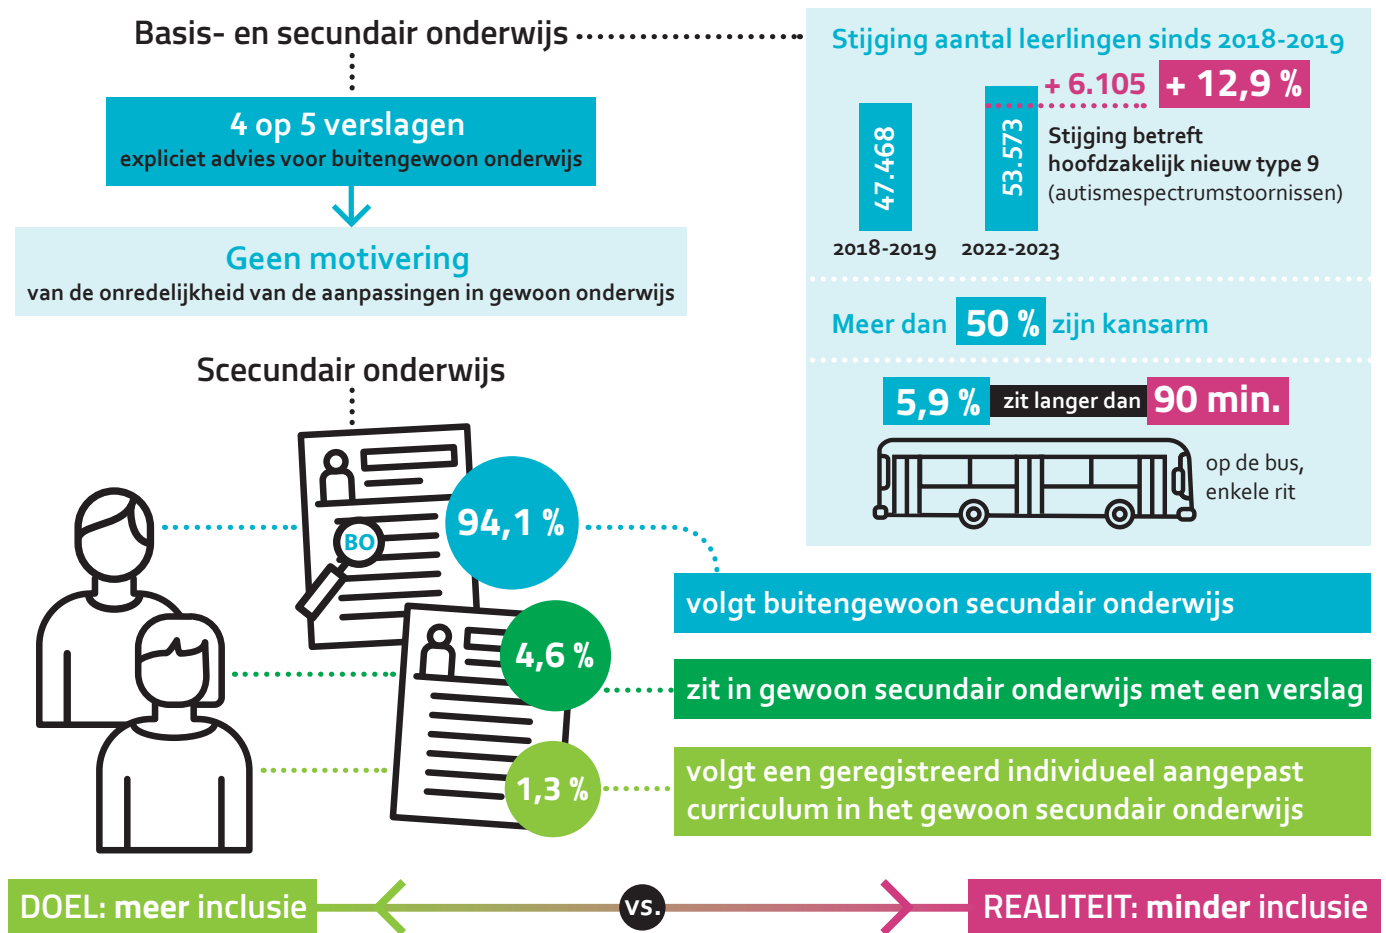 Basis- en secundair onderwijs
4 op 5 verslagen
expliciet advies voor buitengewoon onderwijs
Geen motivering
van de onredelijkheid van de aanpassingen in gewoon onderwijs
Stijging aantal leerlingen sinds 2018-2019
+ 6.105 + 12,9 %
47.468
53.573
Stijging betreft
hoofdzakelijk nieuw type 9
(autismespectrumstoornissen)
2018-2019 2022-2023
Meer dan 50 % zijn kansarm
5,9 % zit langer dan 90 min.
op de bus,
enkele rit
Scecundair onderwijs
BO
94,1 %
volgt buitengewoon secundair onderwijs
4,6 %
zit in gewoon secundair onderwijs met een verslag
1,3 %
volgt een geregistreerd individueel aangepast
curriculum in het gewoon secundair onderwijs
DOEL: meer inclusie vs. REALITEIT: minder inclusie